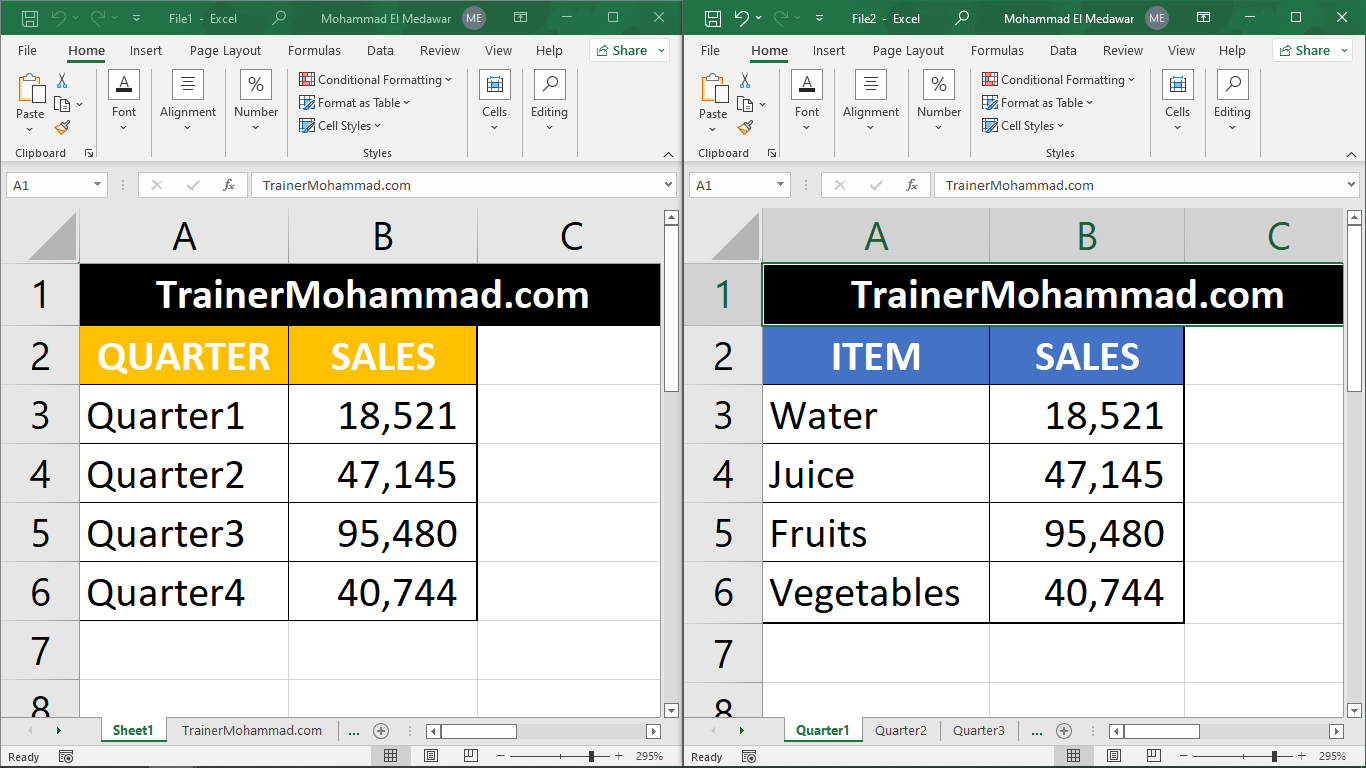 File1 - Excel
Mohammad El Medawar
ME
File Home Insert Page Layout Formulas Data Review View Help Share
Paste
Font
Alignment
%
Number
Conditional Formatting
Format as Table
Cell Styles
Cells
Editing
Clipboard
Styles
A1
fx
TrainerMohammad.com
A B C
1 TrainerMohammad.com
2 QUARTER SALES
3 Quarter1 18,521
4 Quarter2 47,145
5 Quarter3 95,480
6 Quarter4 40,744
7
8
Sheet1 TrainerMohammad.com ...
Ready
295%
File2 - Excel
Mohammad El Medawar
ME
File Home Insert Page Layout Formulas Data Review View Help Share
Paste
Font
Alignment
%
Number
Conditional Formatting
Format as Table
Cell Styles
Cells
Editing
Clipboard
Styles
A1
fx
TrainerMohammad.com
A B C
1 TrainerMohammad.com
2 ITEM SALES
3 Water 18,521
4 Juice 47,145
5 Fruits 95,480
6 Vegetables 40,744
7
8
Quarter1 Quarter2 Quarter3 ...
Ready
295%